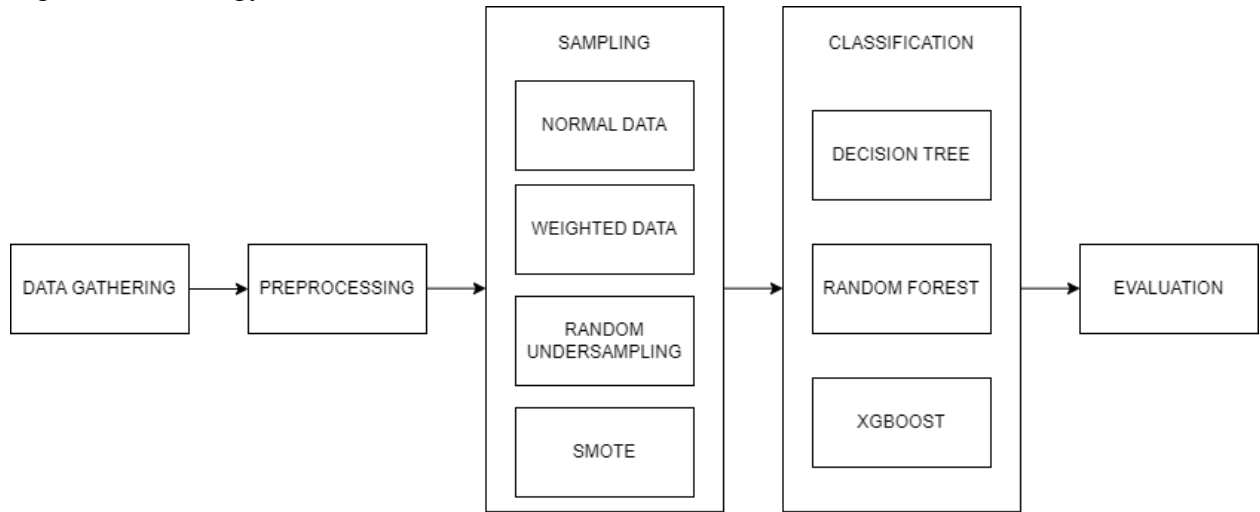 DATA GATHERING
PREPROCESSING
SAMPLING
NORMAL DATA
WEIGHTED DATA
RANDOM
UNDERSAMPLING
SMOTE
CLASSIFICATION
DECISION TREE
RANDOM FOREST
XGBOOST
EVALUATION